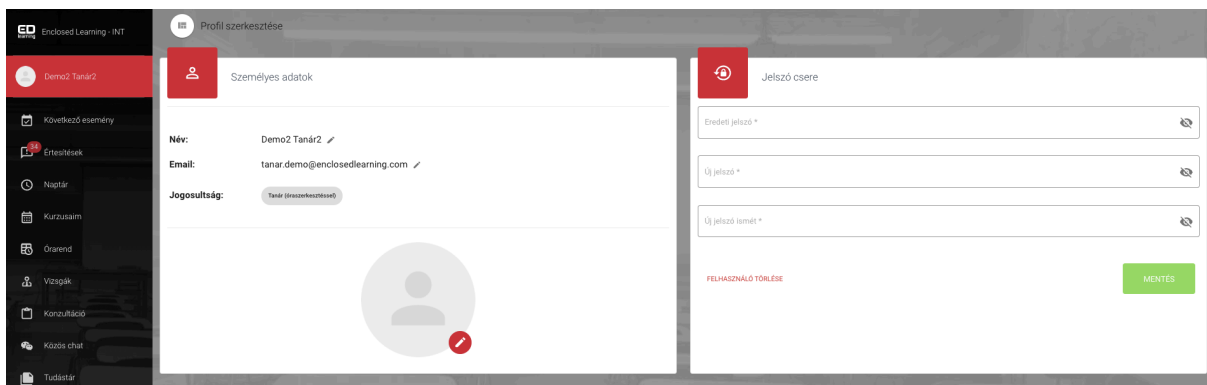 ED
learning
Enclosed Learning - INT
Profil szerkesztése
Demo2 Tanár2
Következő esemény
34
Értesítések
Naptár
Kurzusaim
Órarend
Vizsgák
Konzultáció
Közös chat
Tudástár
Személyes adatok
Név: Demo2 Tanár2
Email: tanar.demo@enclosedlearning.com
Jogosultság: Tanár (óraszerkesztéssel)
Jelszó csere
Eredeti jelszó *
Új jelszó *
Új jelszó ismét *
FELHASZNÁLÓ TÖRLÉSE
MENTÉS